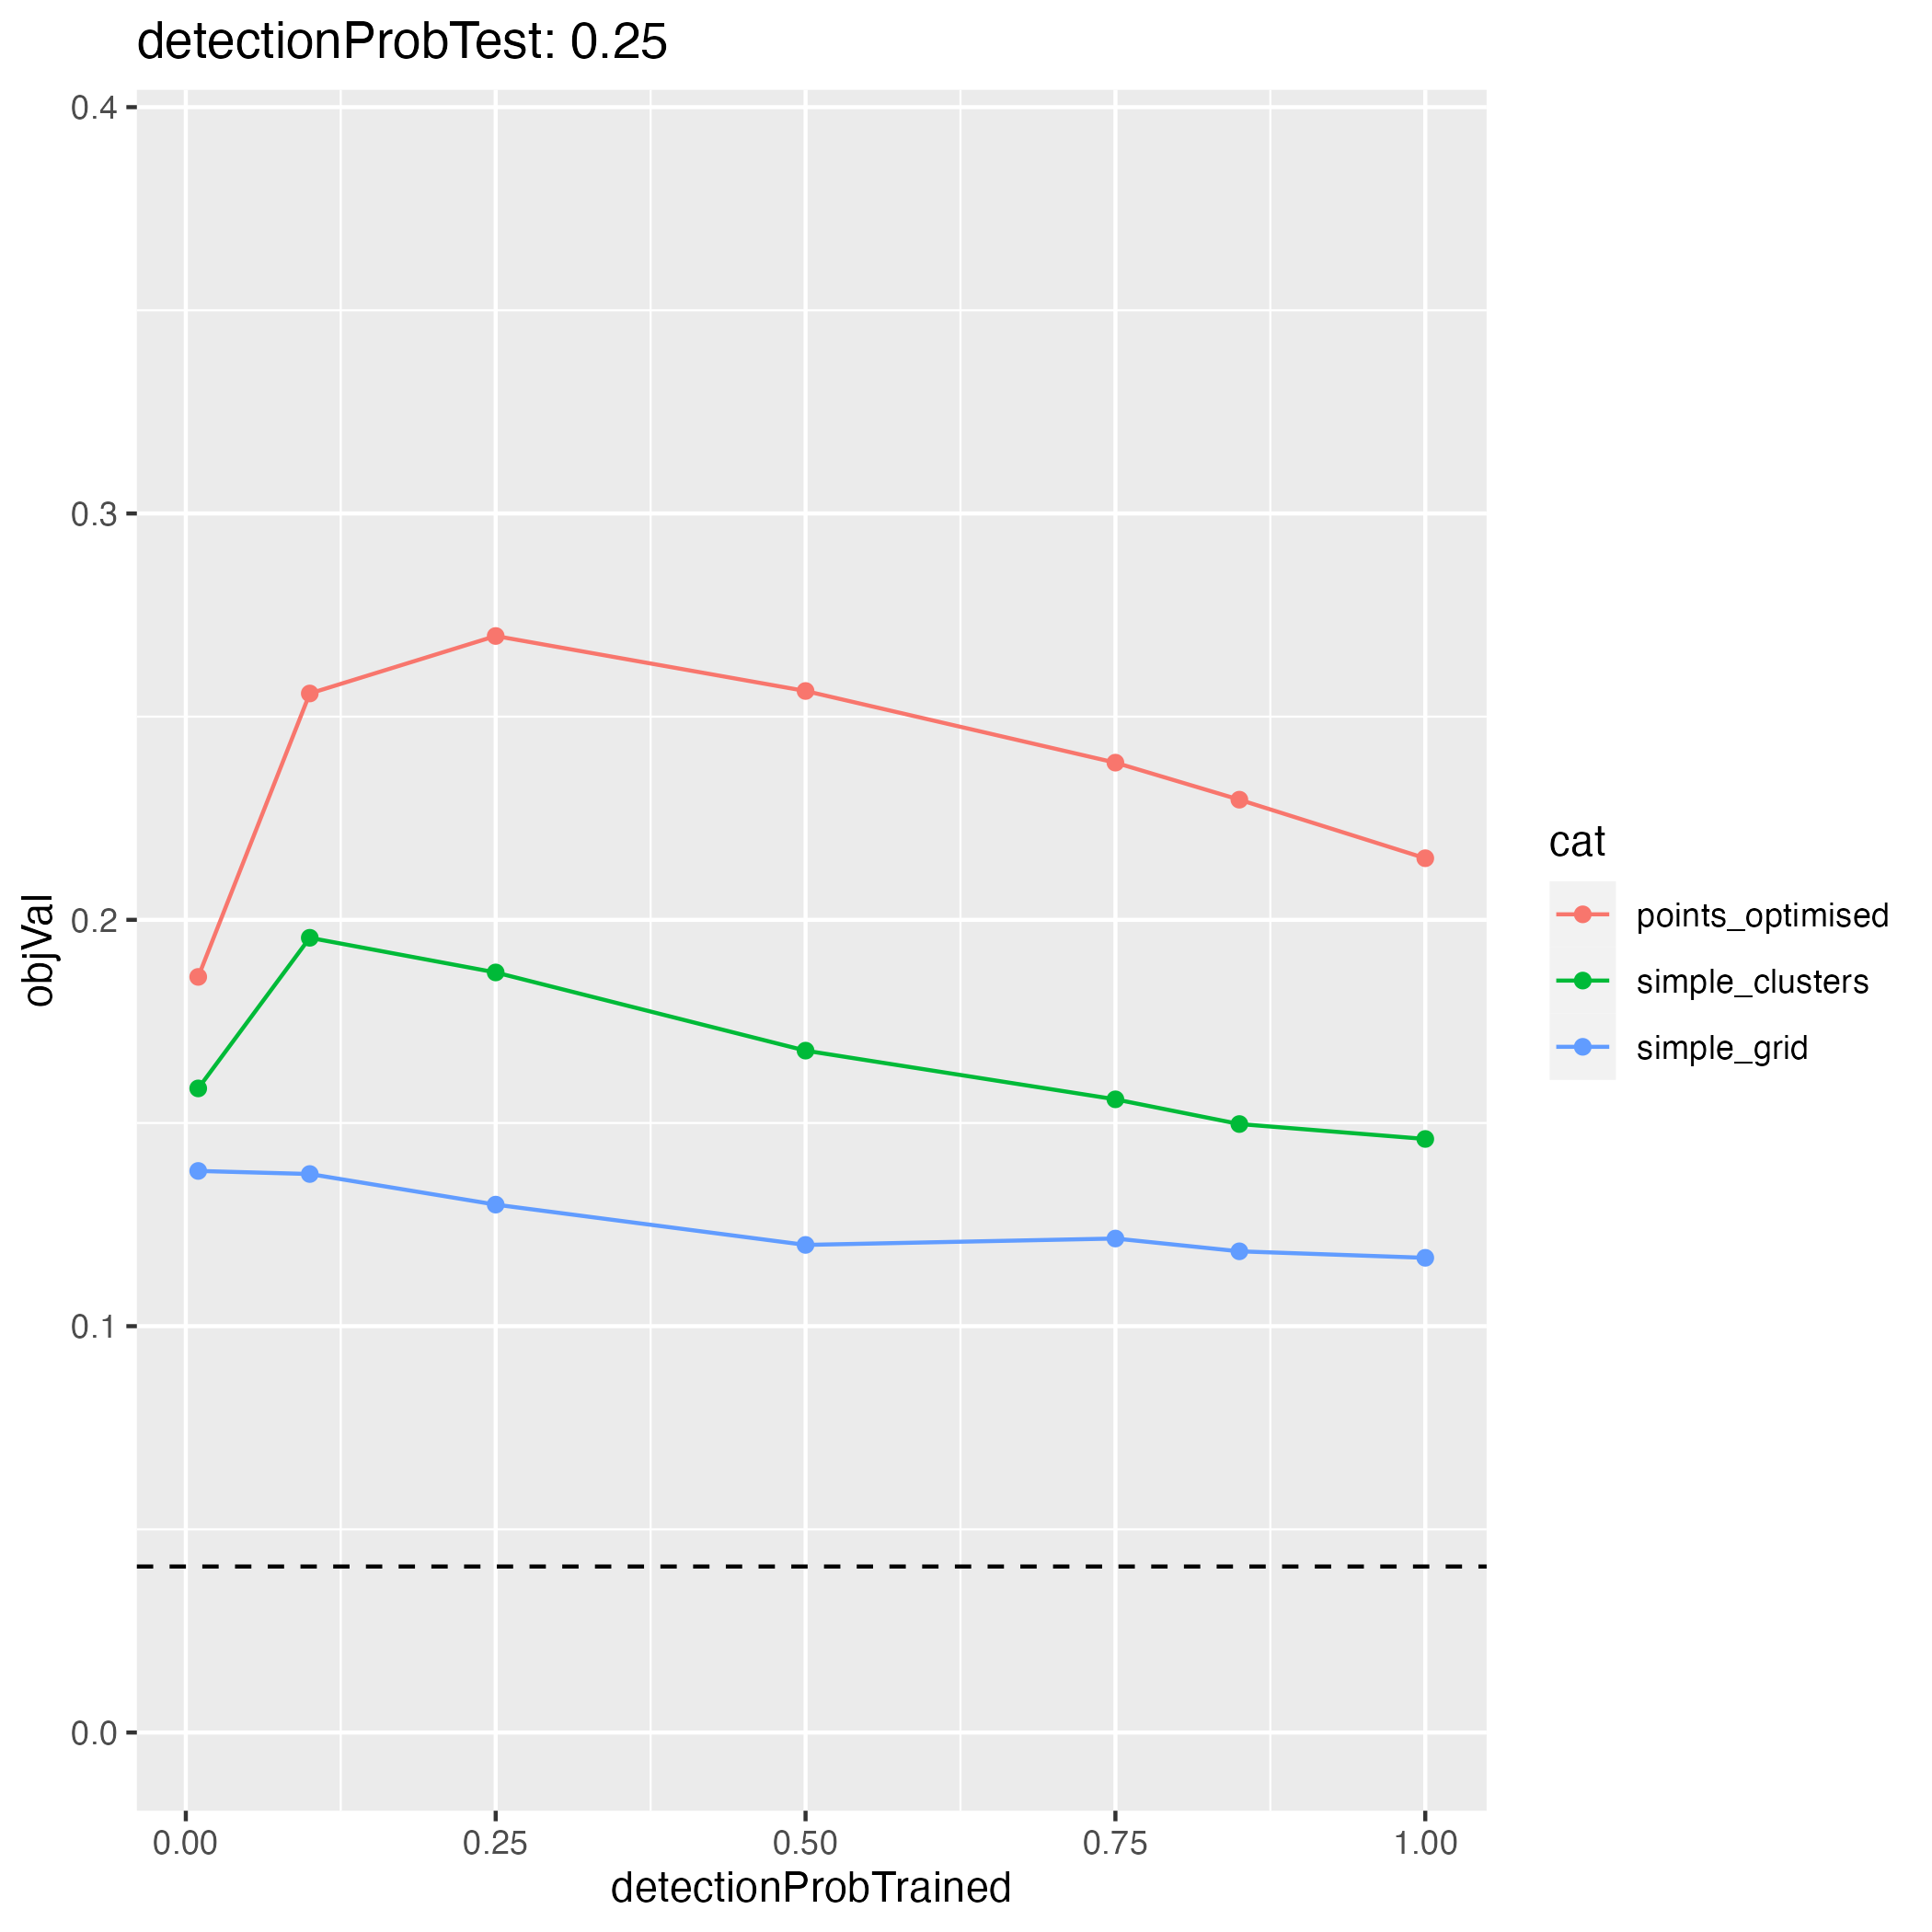 detectionProbTest: 0.25
0.4
0.3
0.2
0.1
0.0
objVal
0.00 0.25 0.50 0.75 1.00
detectionProbTrained
cat
points_optimised
simple_clusters
simple_grid